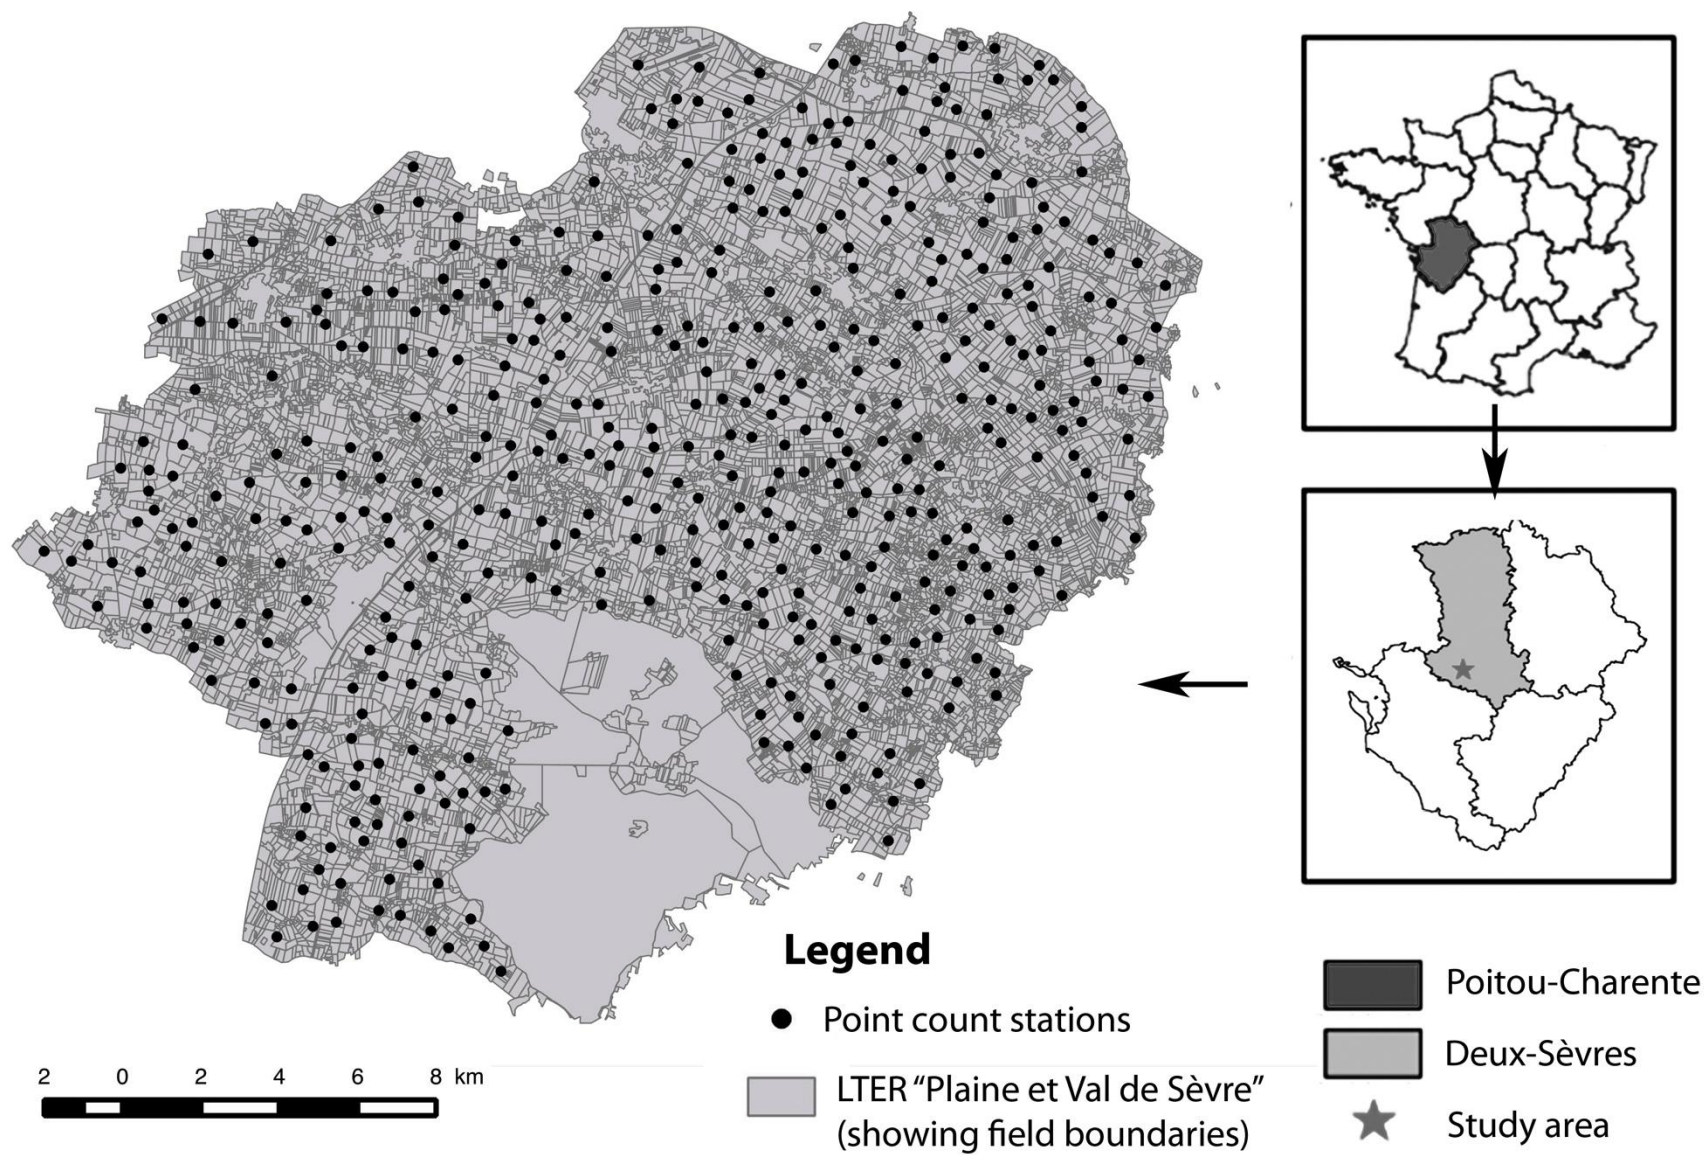 Legend
Point count stations
LTER “Plaine et Val de Sèvre”
(showing field boundaries)
Poitou-Charente
Deux-Sèvres
Study area
2 0 2 4 6 8 km